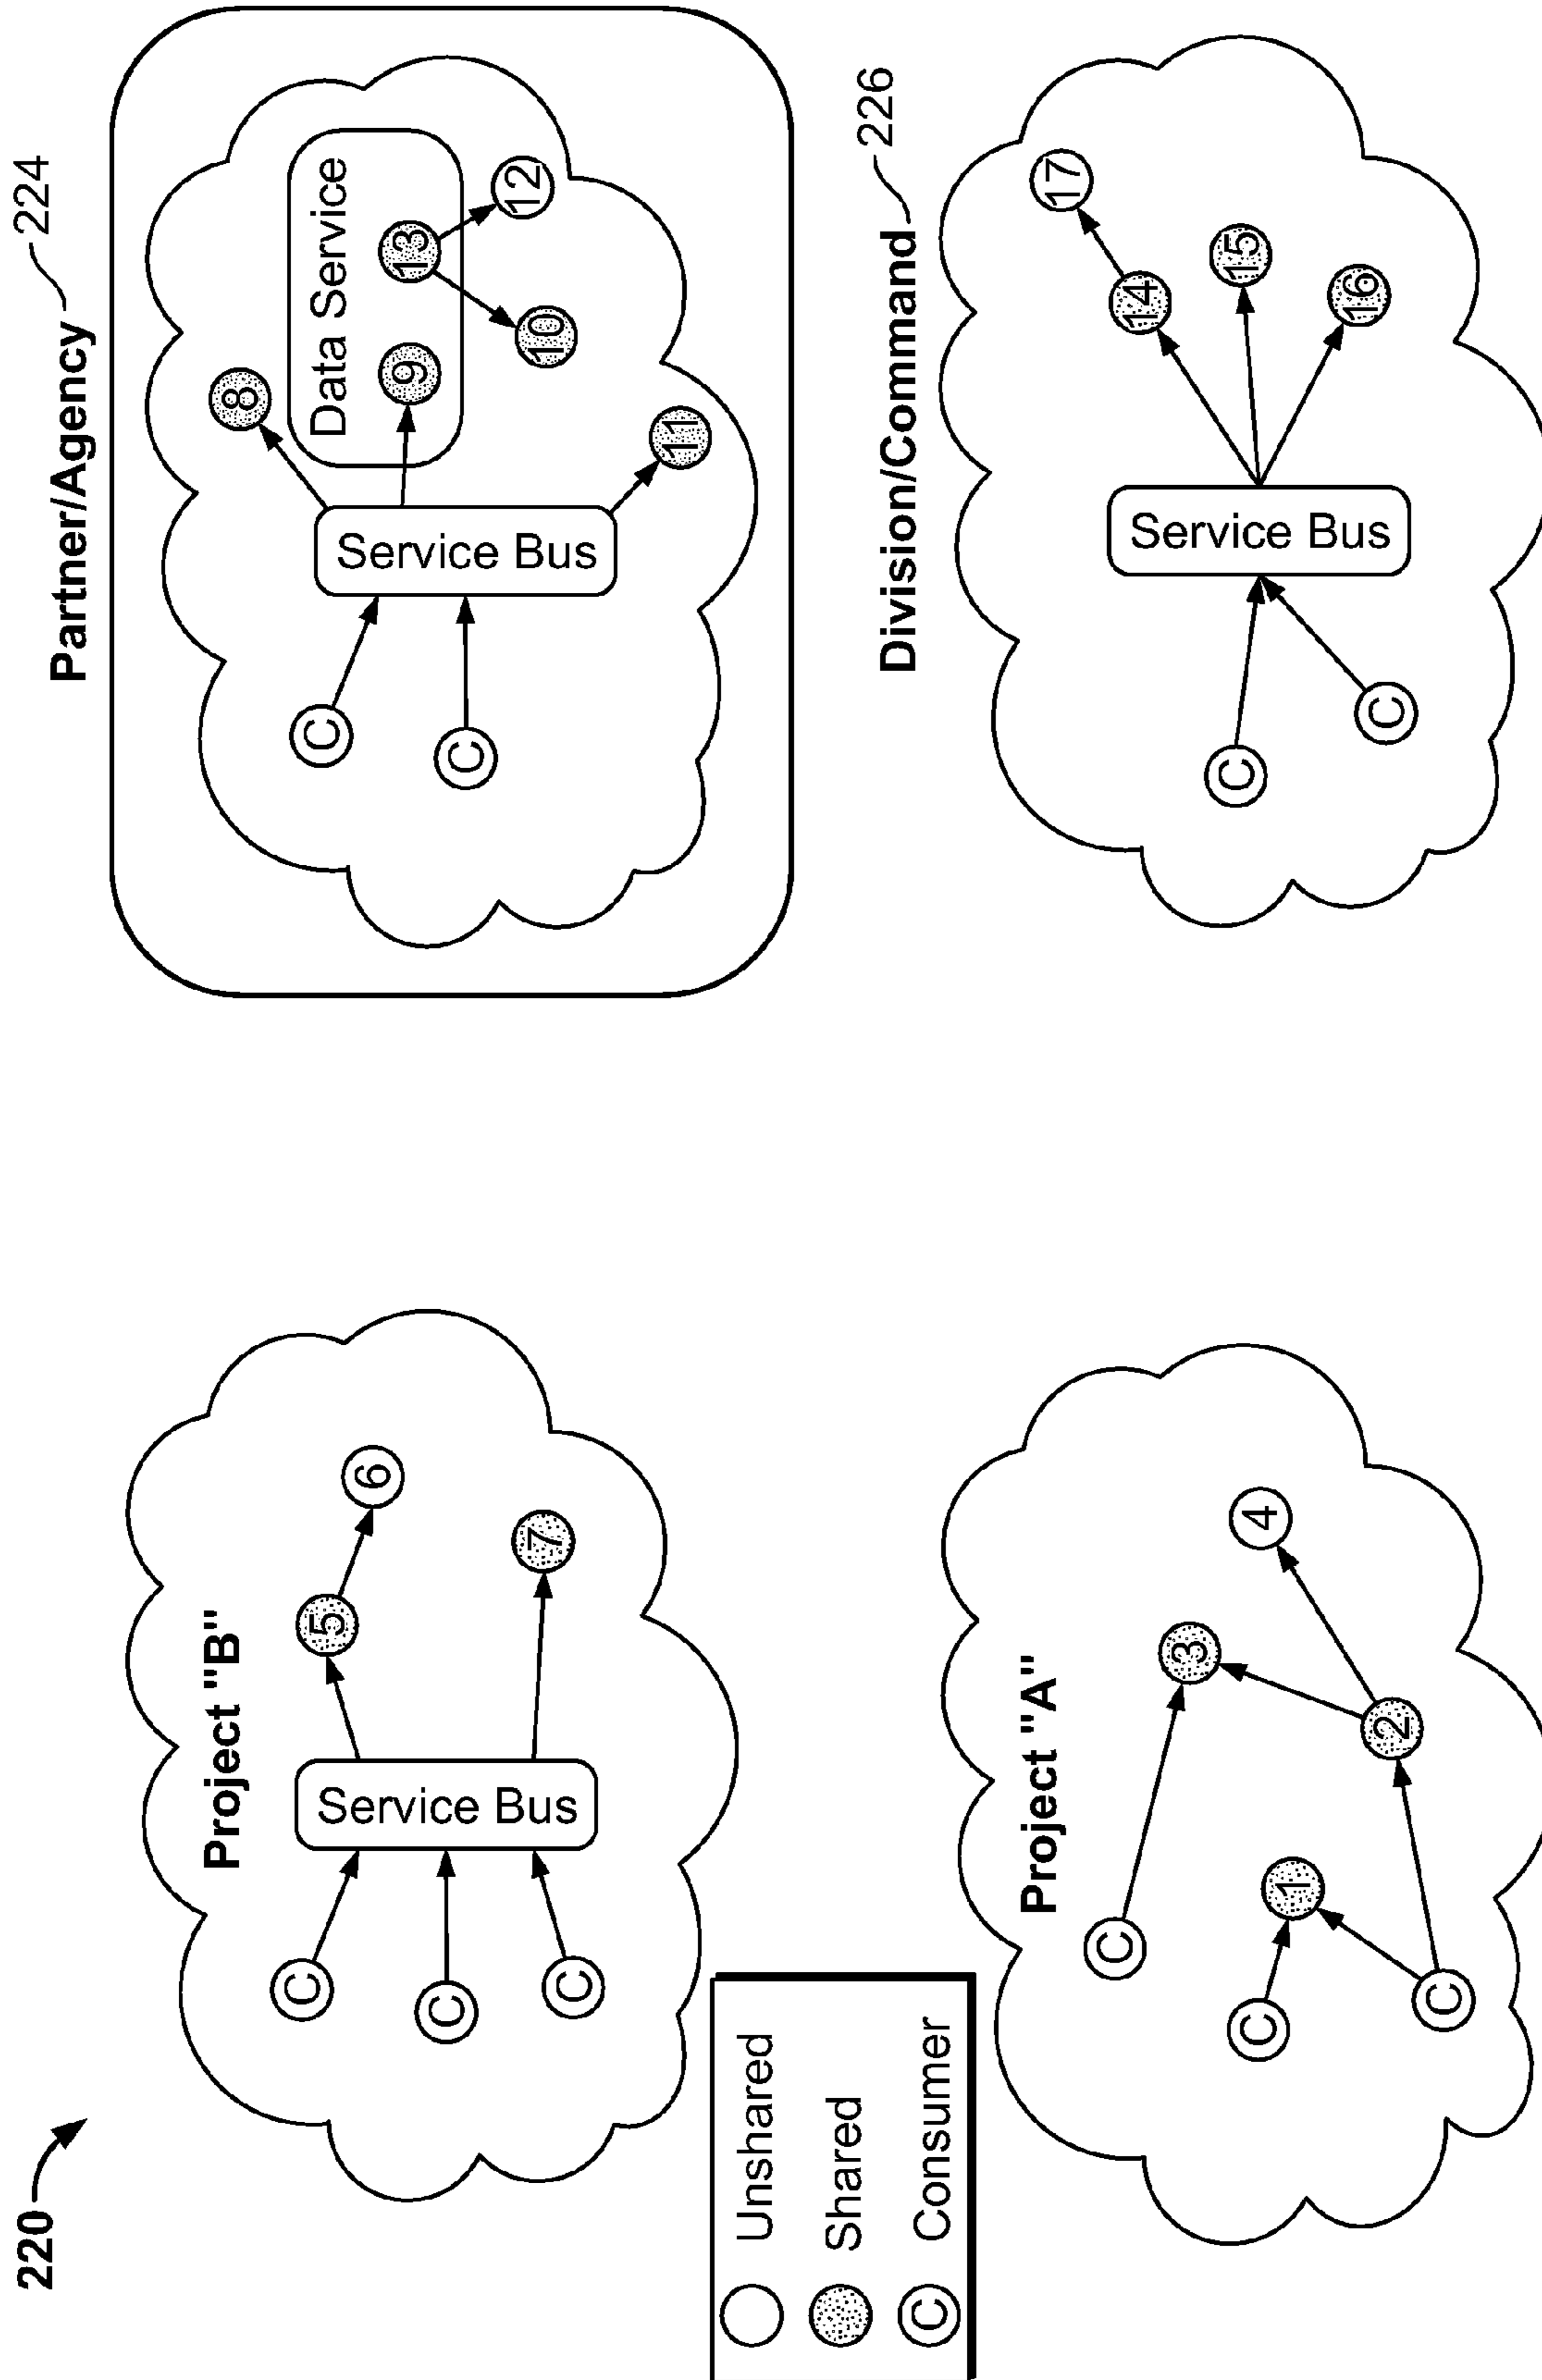 220
Project "B"
C
C
C
Service Bus
5
6
7
Partner/Agency
224
C
C
Service Bus
8
Data Service
9
13
10
12
11
Unshared
Shared
C Consumer
Project "A"
C
C
C
1
3
2
4
Division/Command
226
C
C
Service Bus
14
17
15
16